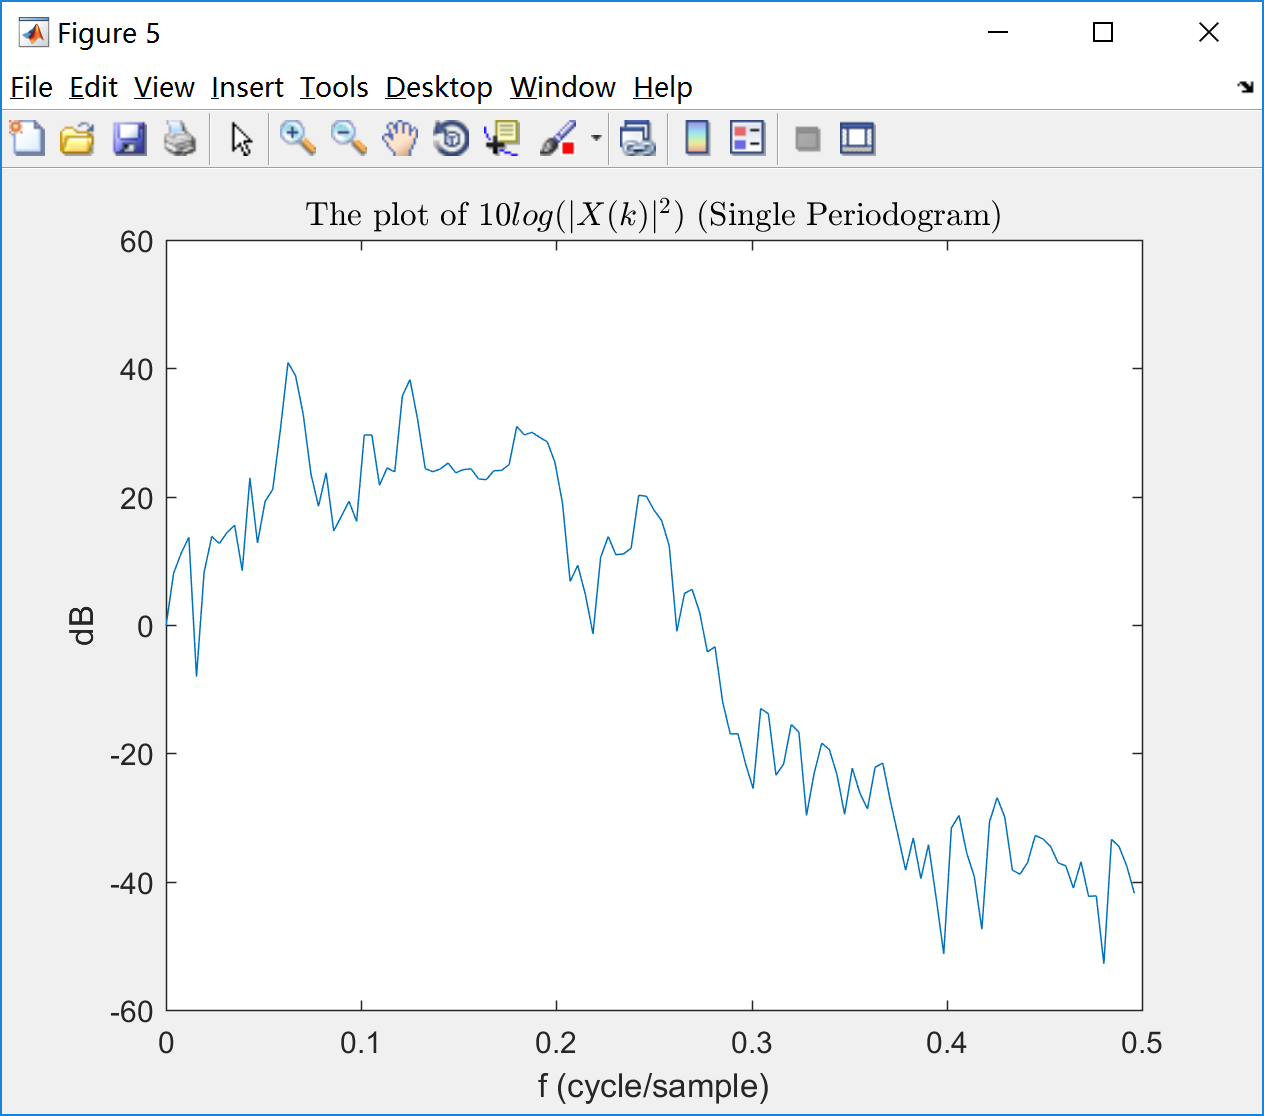 Figure 5
File Edit View Insert Tools Desktop Window Help
The plot of 10log(|X(k)|²) (Single Periodogram)
60
40
20
0
-20
-40
-60
dB
0 0.1 0.2 0.3 0.4 0.5
f (cycle/sample)